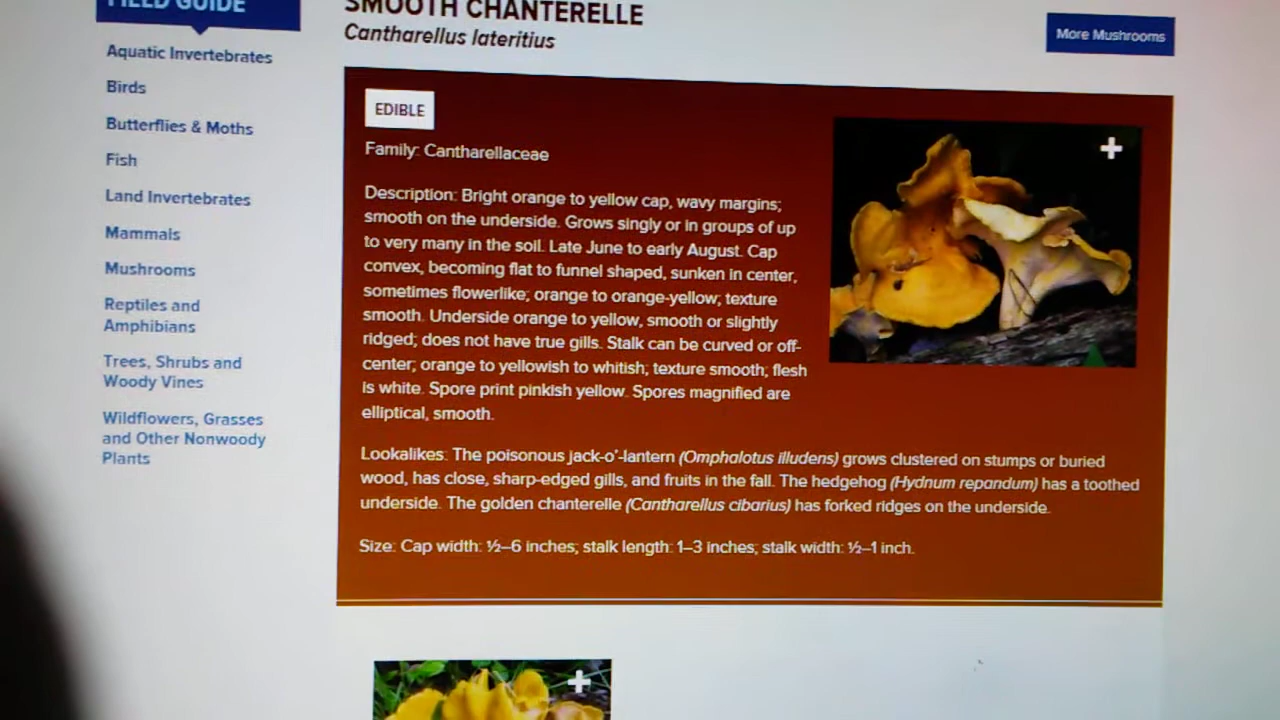 FIELD GUIDE
Aquatic Invertebrates
Birds
Butterflies & Moths
Fish
Land Invertebrates
Mammals
Mushrooms
Reptiles and
Amphibians
Trees, Shrubs and
Woody Vines
Wildflowers, Grasses
and Other Nonwoody
Plants
SMOOTH CHANTERELLE
Cantharellus lateritius
More Mushrooms
EDIBLE
Family: Cantharellaceae
Description: Bright orange to yellow cap, wavy margins;
smooth on the underside. Grows singly or in groups of up
to very many in the soil. Late June to early August. Cap
convex, becoming flat to funnel shaped, sunken in center,
sometimes flowerlike; orange to orange-yellow; texture
smooth. Underside orange to yellow, smooth or slightly
ridged; does not have true gills. Stalk can be curved or off-
center; orange to yellowish to whitish; texture smooth; flesh
is white. Spore print pinkish yellow. Spores magnified are
elliptical, smooth.
Lookalikes: The poisonous jack-o'-lantern (Omphalotus illudens) grows clustered on stumps or buried
wood, has close, sharp-edged gills, and fruits in the fall. The hedgehog (Hydnum repandum) has a toothed
underside. The golden chanterelle (Cantharellus cibarius) has forked ridges on the underside.
Size: Cap width: ½–6 inches; stalk length: 1–3 inches; stalk width: ½–1 inch.